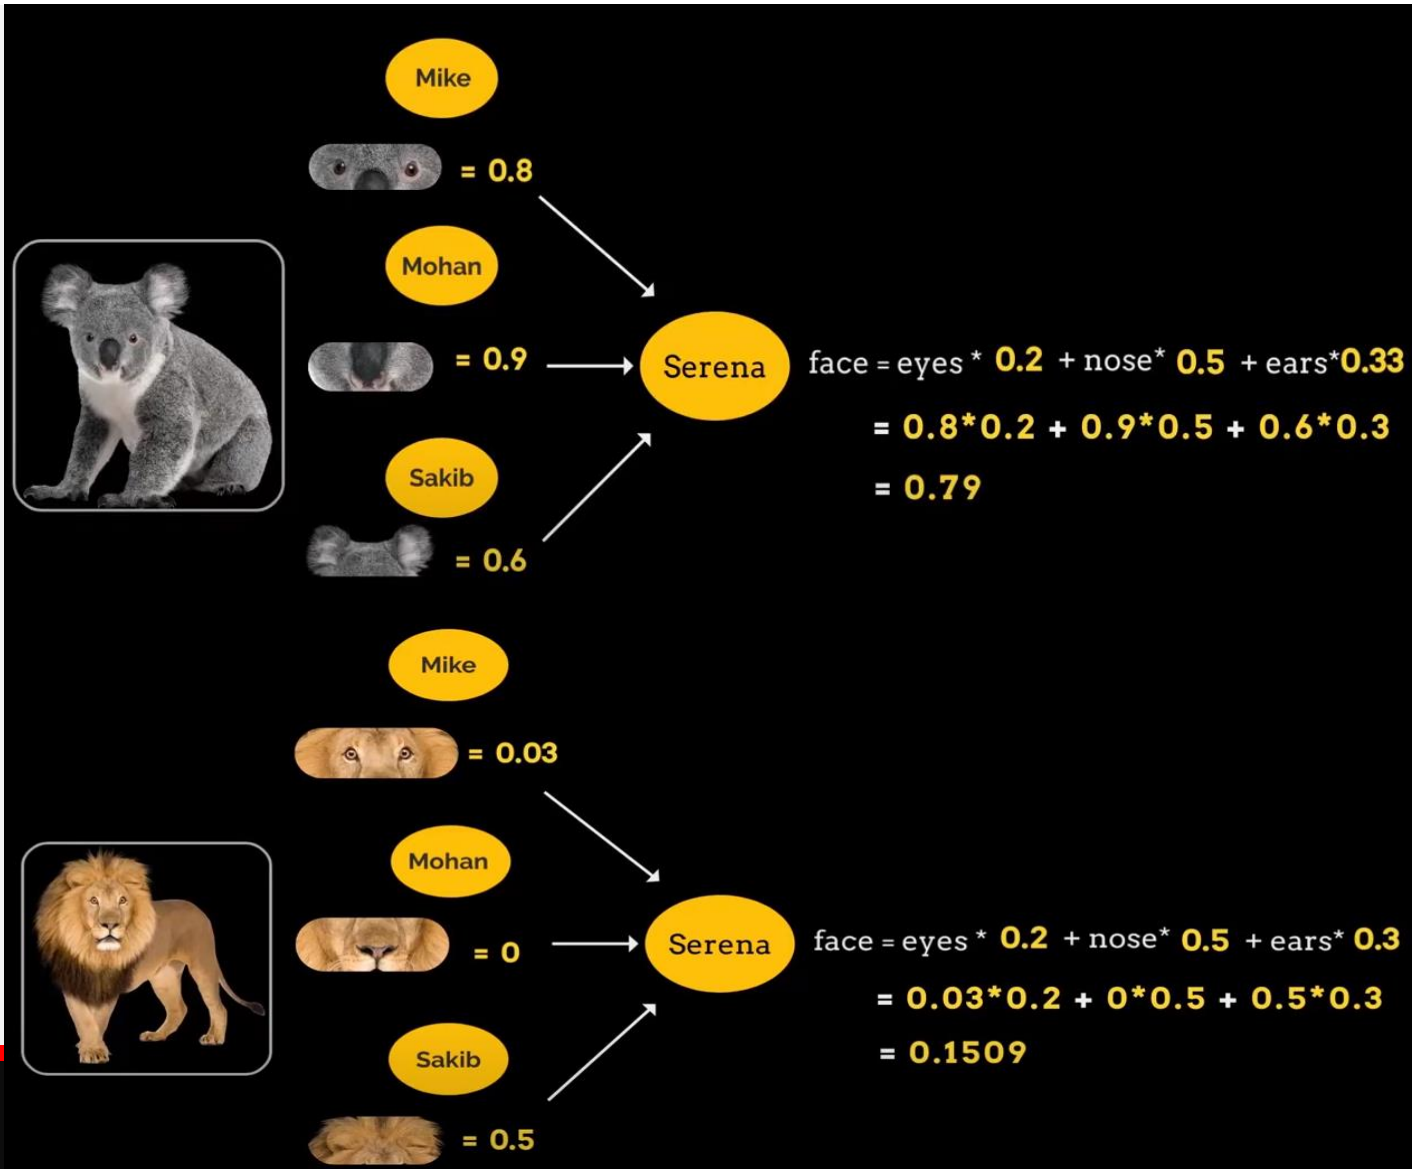 Mike
= 0.8
Mohan
= 0.9
Sakib
= 0.6
Serena
face = eyes * 0.2 + nose* 0.5 + ears*0.33
= 0.8*0.2 + 0.9*0.5 + 0.6*0.3
= 0.79
Mike
= 0.03
Mohan
= 0
Sakib
= 0.5
Serena
face = eyes * 0.2 + nose* 0.5 + ears* 0.3
= 0.03*0.2 + 0*0.5 + 0.5*0.3
= 0.1509